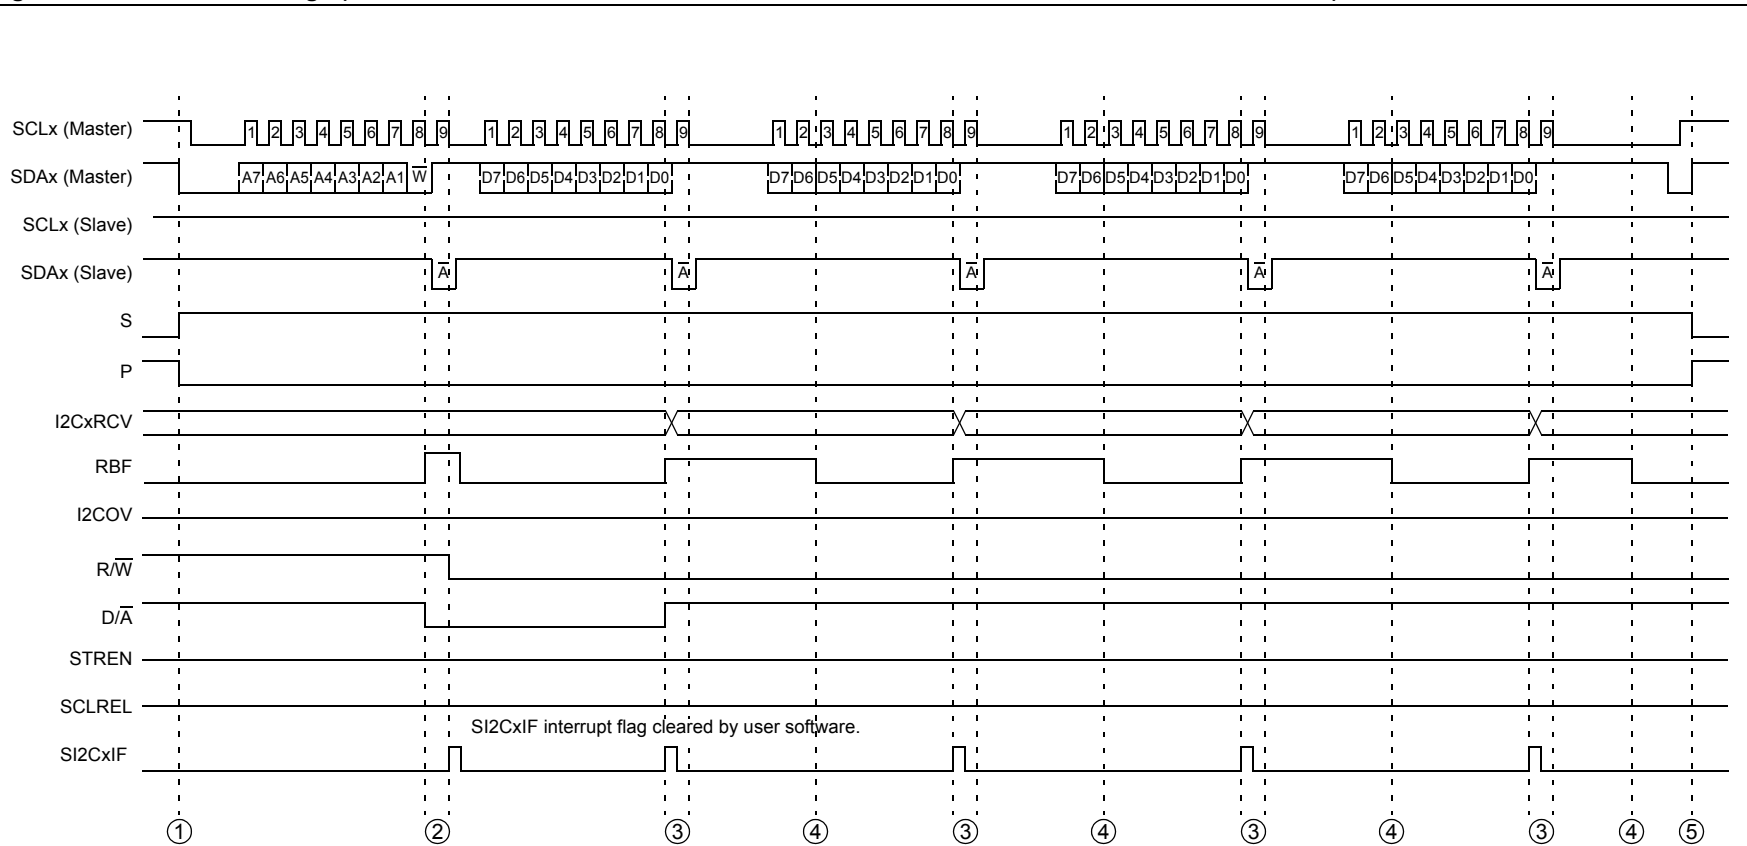 SCLx (Master) 1 2 3 4 5 6 7 8 9 1 2 3 4 5 6 7 8 9 1 2 3 4 5 6 7 8 9 1 2 3 4 5 6 7 8 9 1 2 3 4 5 6 7 8 9
SDAx (Master) A7 A6 A5 A4 A3 A2 A1 W̅ D7 D6 D5 D4 D3 D2 D1 D0 D7 D6 D5 D4 D3 D2 D1 D0 D7 D6 D5 D4 D3 D2 D1 D0 D7 D6 D5 D4 D3 D2 D1 D0
SCLx (Slave)
SDAx (Slave) A̅ A̅ A̅ A̅ A̅
S
P
I2CxRCV
RBF
I2COV
R/W̅
D/A̅
STREN
SCLREL
SI2CxIF interrupt flag cleared by user software.
SI2CxIF
① ② ③ ④ ③ ④ ③ ④ ③ ④ ⑤